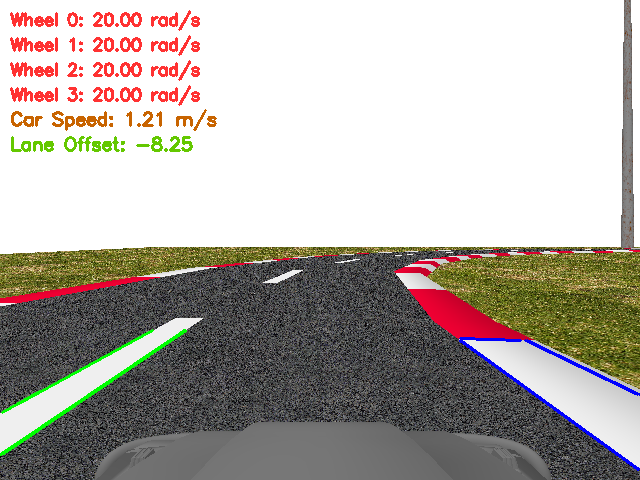 Wheel 0: 20.00 rad/s
Wheel 1: 20.00 rad/s
Wheel 2: 20.00 rad/s
Wheel 3: 20.00 rad/s
Car Speed: 1.21 m/s
Lane Offset: -8.25